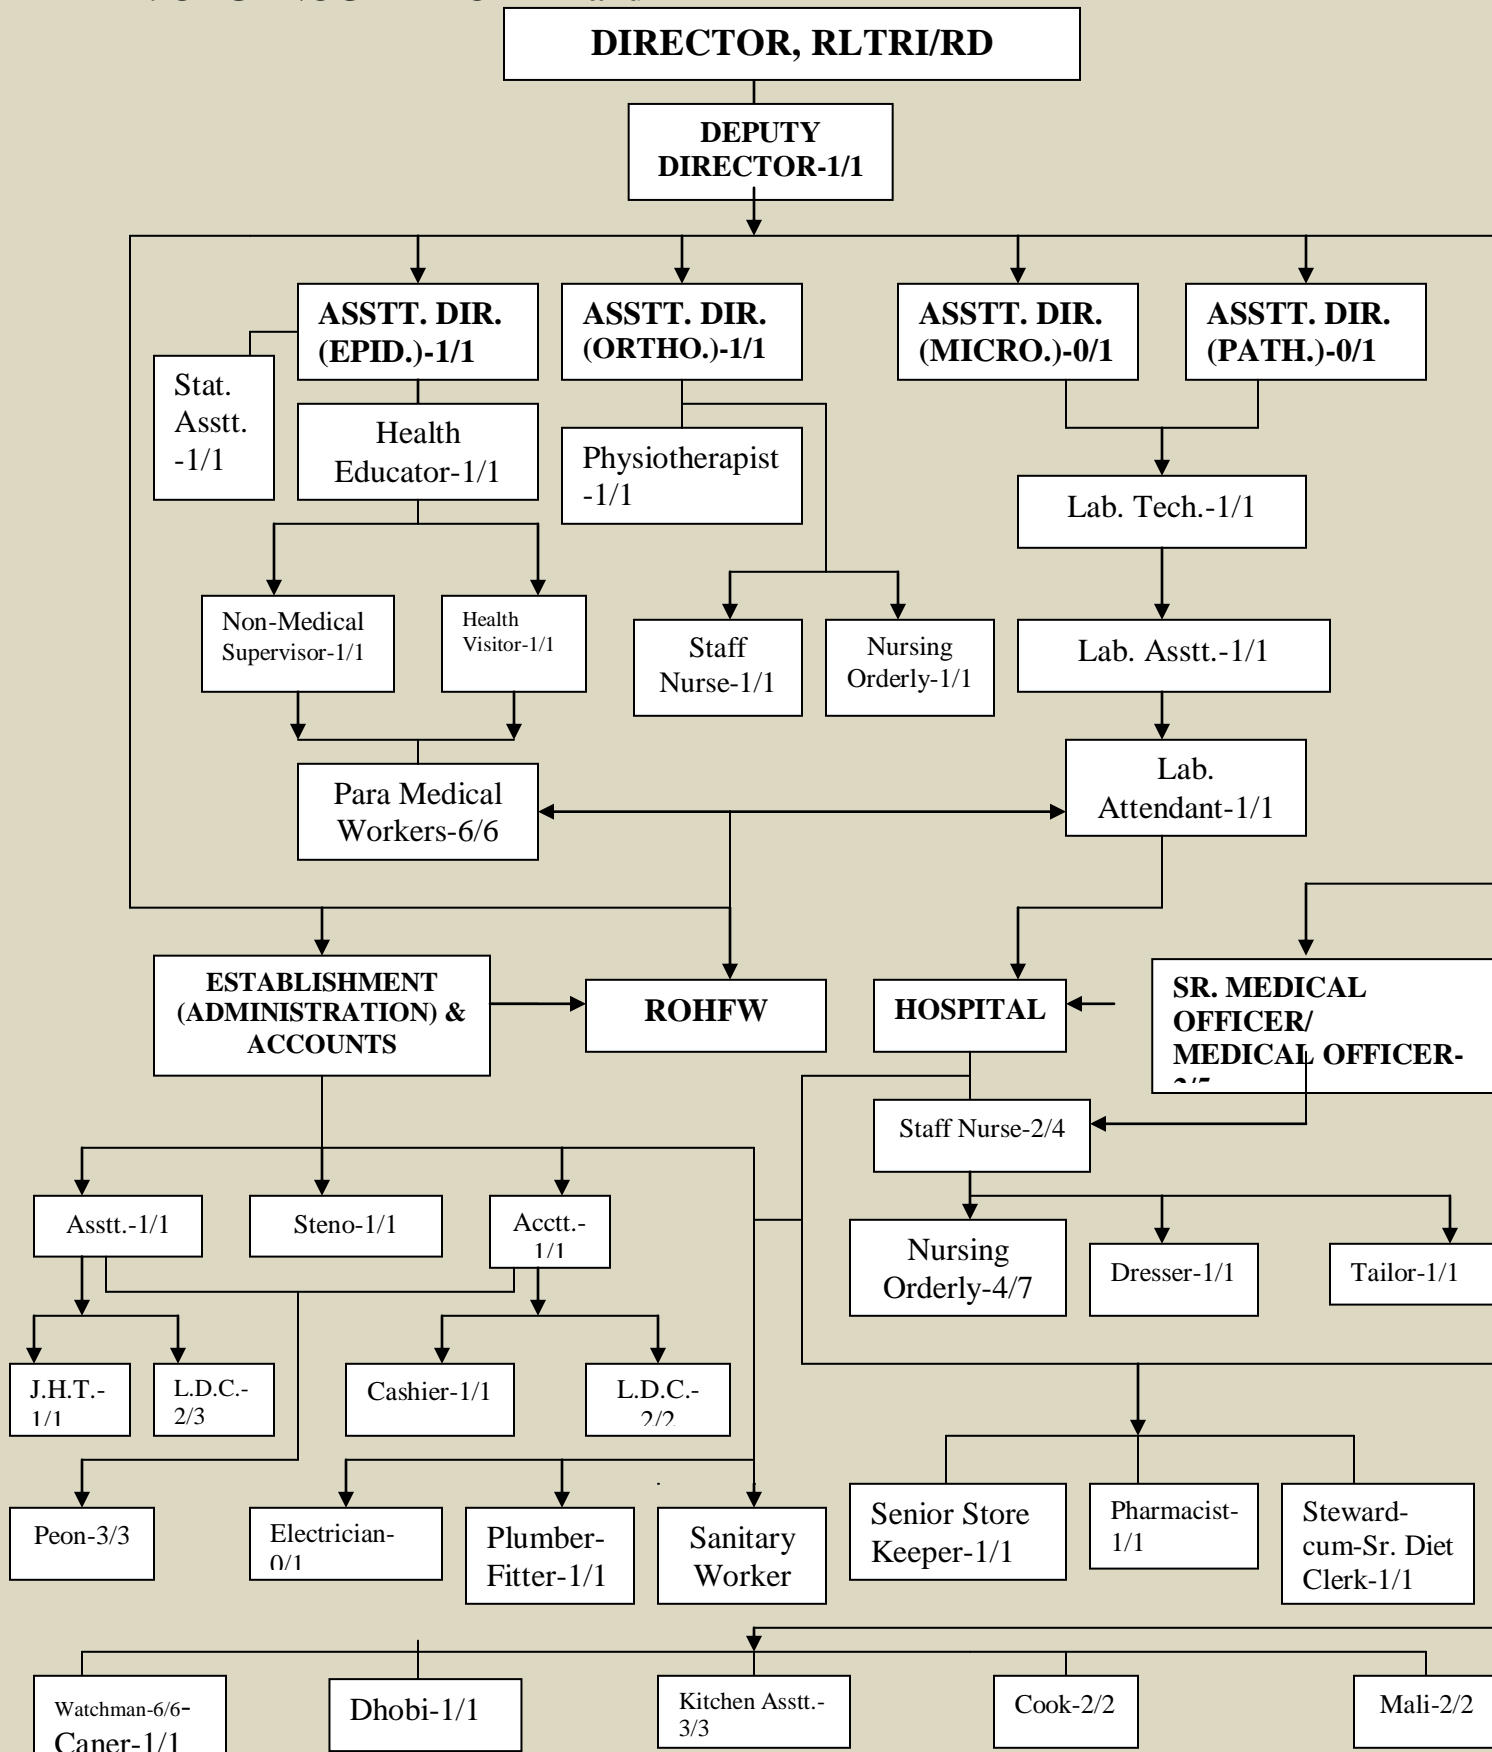 DIRECTOR, RLTRI/RD
DEPUTY
DIRECTOR-1/1
ASSTT. DIR.
(EPID.)-1/1
ASSTT. DIR.
(ORTHO.)-1/1
ASSTT. DIR.
(MICRO.)-0/1
ASSTT. DIR.
(PATH.)-0/1
Stat.
Asstt.
-1/1
Health
Educator-1/1
Physiotherapist
-1/1
Lab. Tech.-1/1
Non-Medical
Supervisor-1/1
Health
Visitor-1/1
Staff
Nurse-1/1
Nursing
Orderly-1/1
Lab. Asstt.-1/1
Para Medical
Workers-6/6
Lab.
Attendant-1/1
ESTABLISHMENT
(ADMINISTRATION) &
ACCOUNTS
ROHFW
HOSPITAL
SR. MEDICAL
OFFICER/
MEDICAL OFFICER-
Staff Nurse-2/4
Asstt.-1/1
Steno-1/1
Acctt.-
1/1
Nursing
Orderly-4/7
Dresser-1/1
Tailor-1/1
J.H.T.-
1/1
L.D.C.-
2/3
Cashier-1/1
L.D.C.-
2/2
Peon-3/3
Electrician-
0/1
Plumber-
Fitter-1/1
Sanitary
Worker
Senior Store
Keeper-1/1
Pharmacist-
1/1
Steward-
cum-Sr. Diet
Clerk-1/1
Watchman-6/6-
Caner-1/1
Dhobi-1/1
Kitchen Asstt.-
3/3
Cook-2/2
Mali-2/2